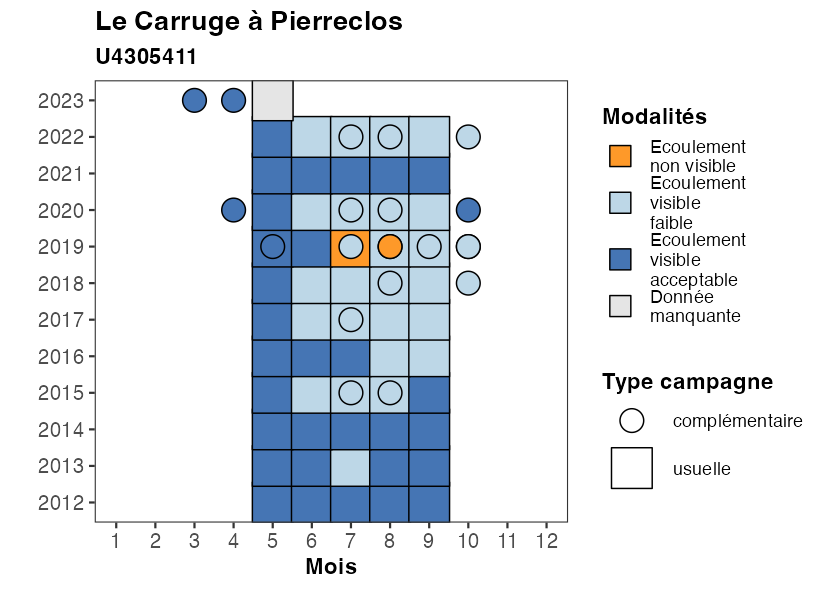 Le Carruge à Pierreclos
U4305411
2023
2022
2021
2020
2019
2018
2017
2016
2015
2014
2013
2012
1 2 3 4 5 6 7 8 9 10 11 12
Mois
Modalités
Ecoulement
non visible
Ecoulement
visible
faible
Ecoulement
visible
acceptable
Donnée
manquante
Type campagne
complémentaire
usuelle